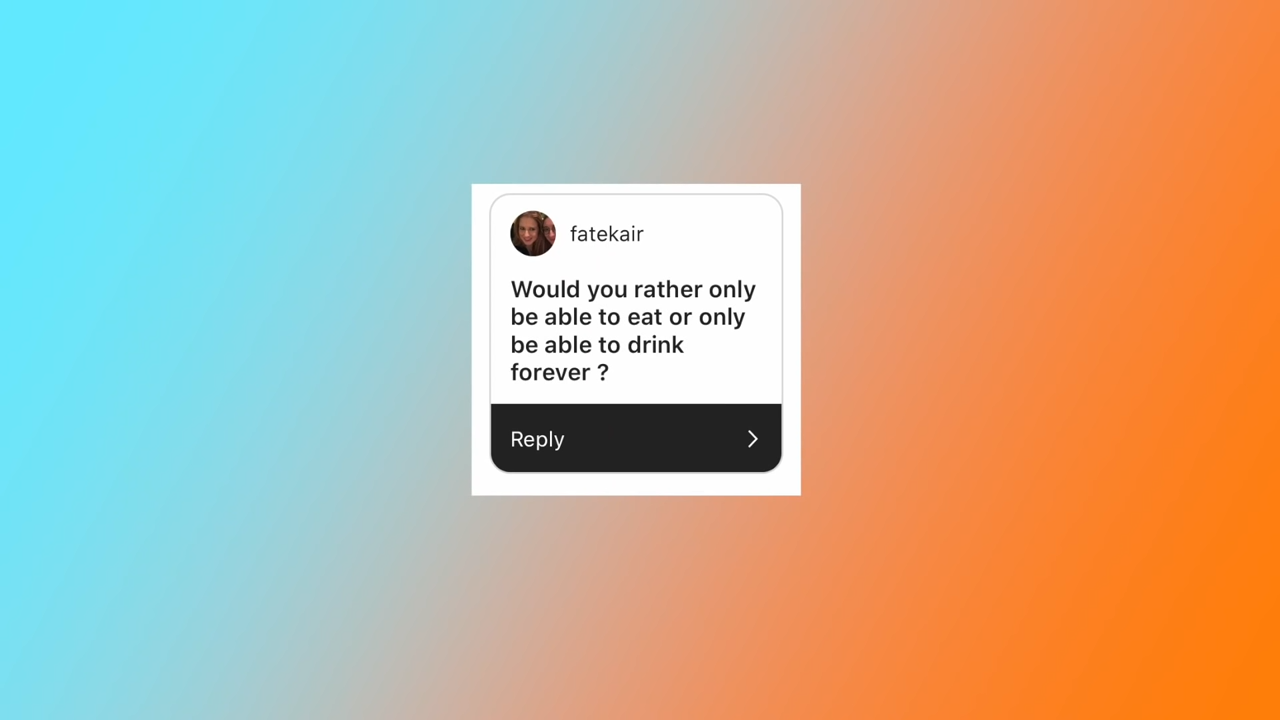 fatekair
Would you rather only
be able to eat or only
be able to drink
forever ?
Reply